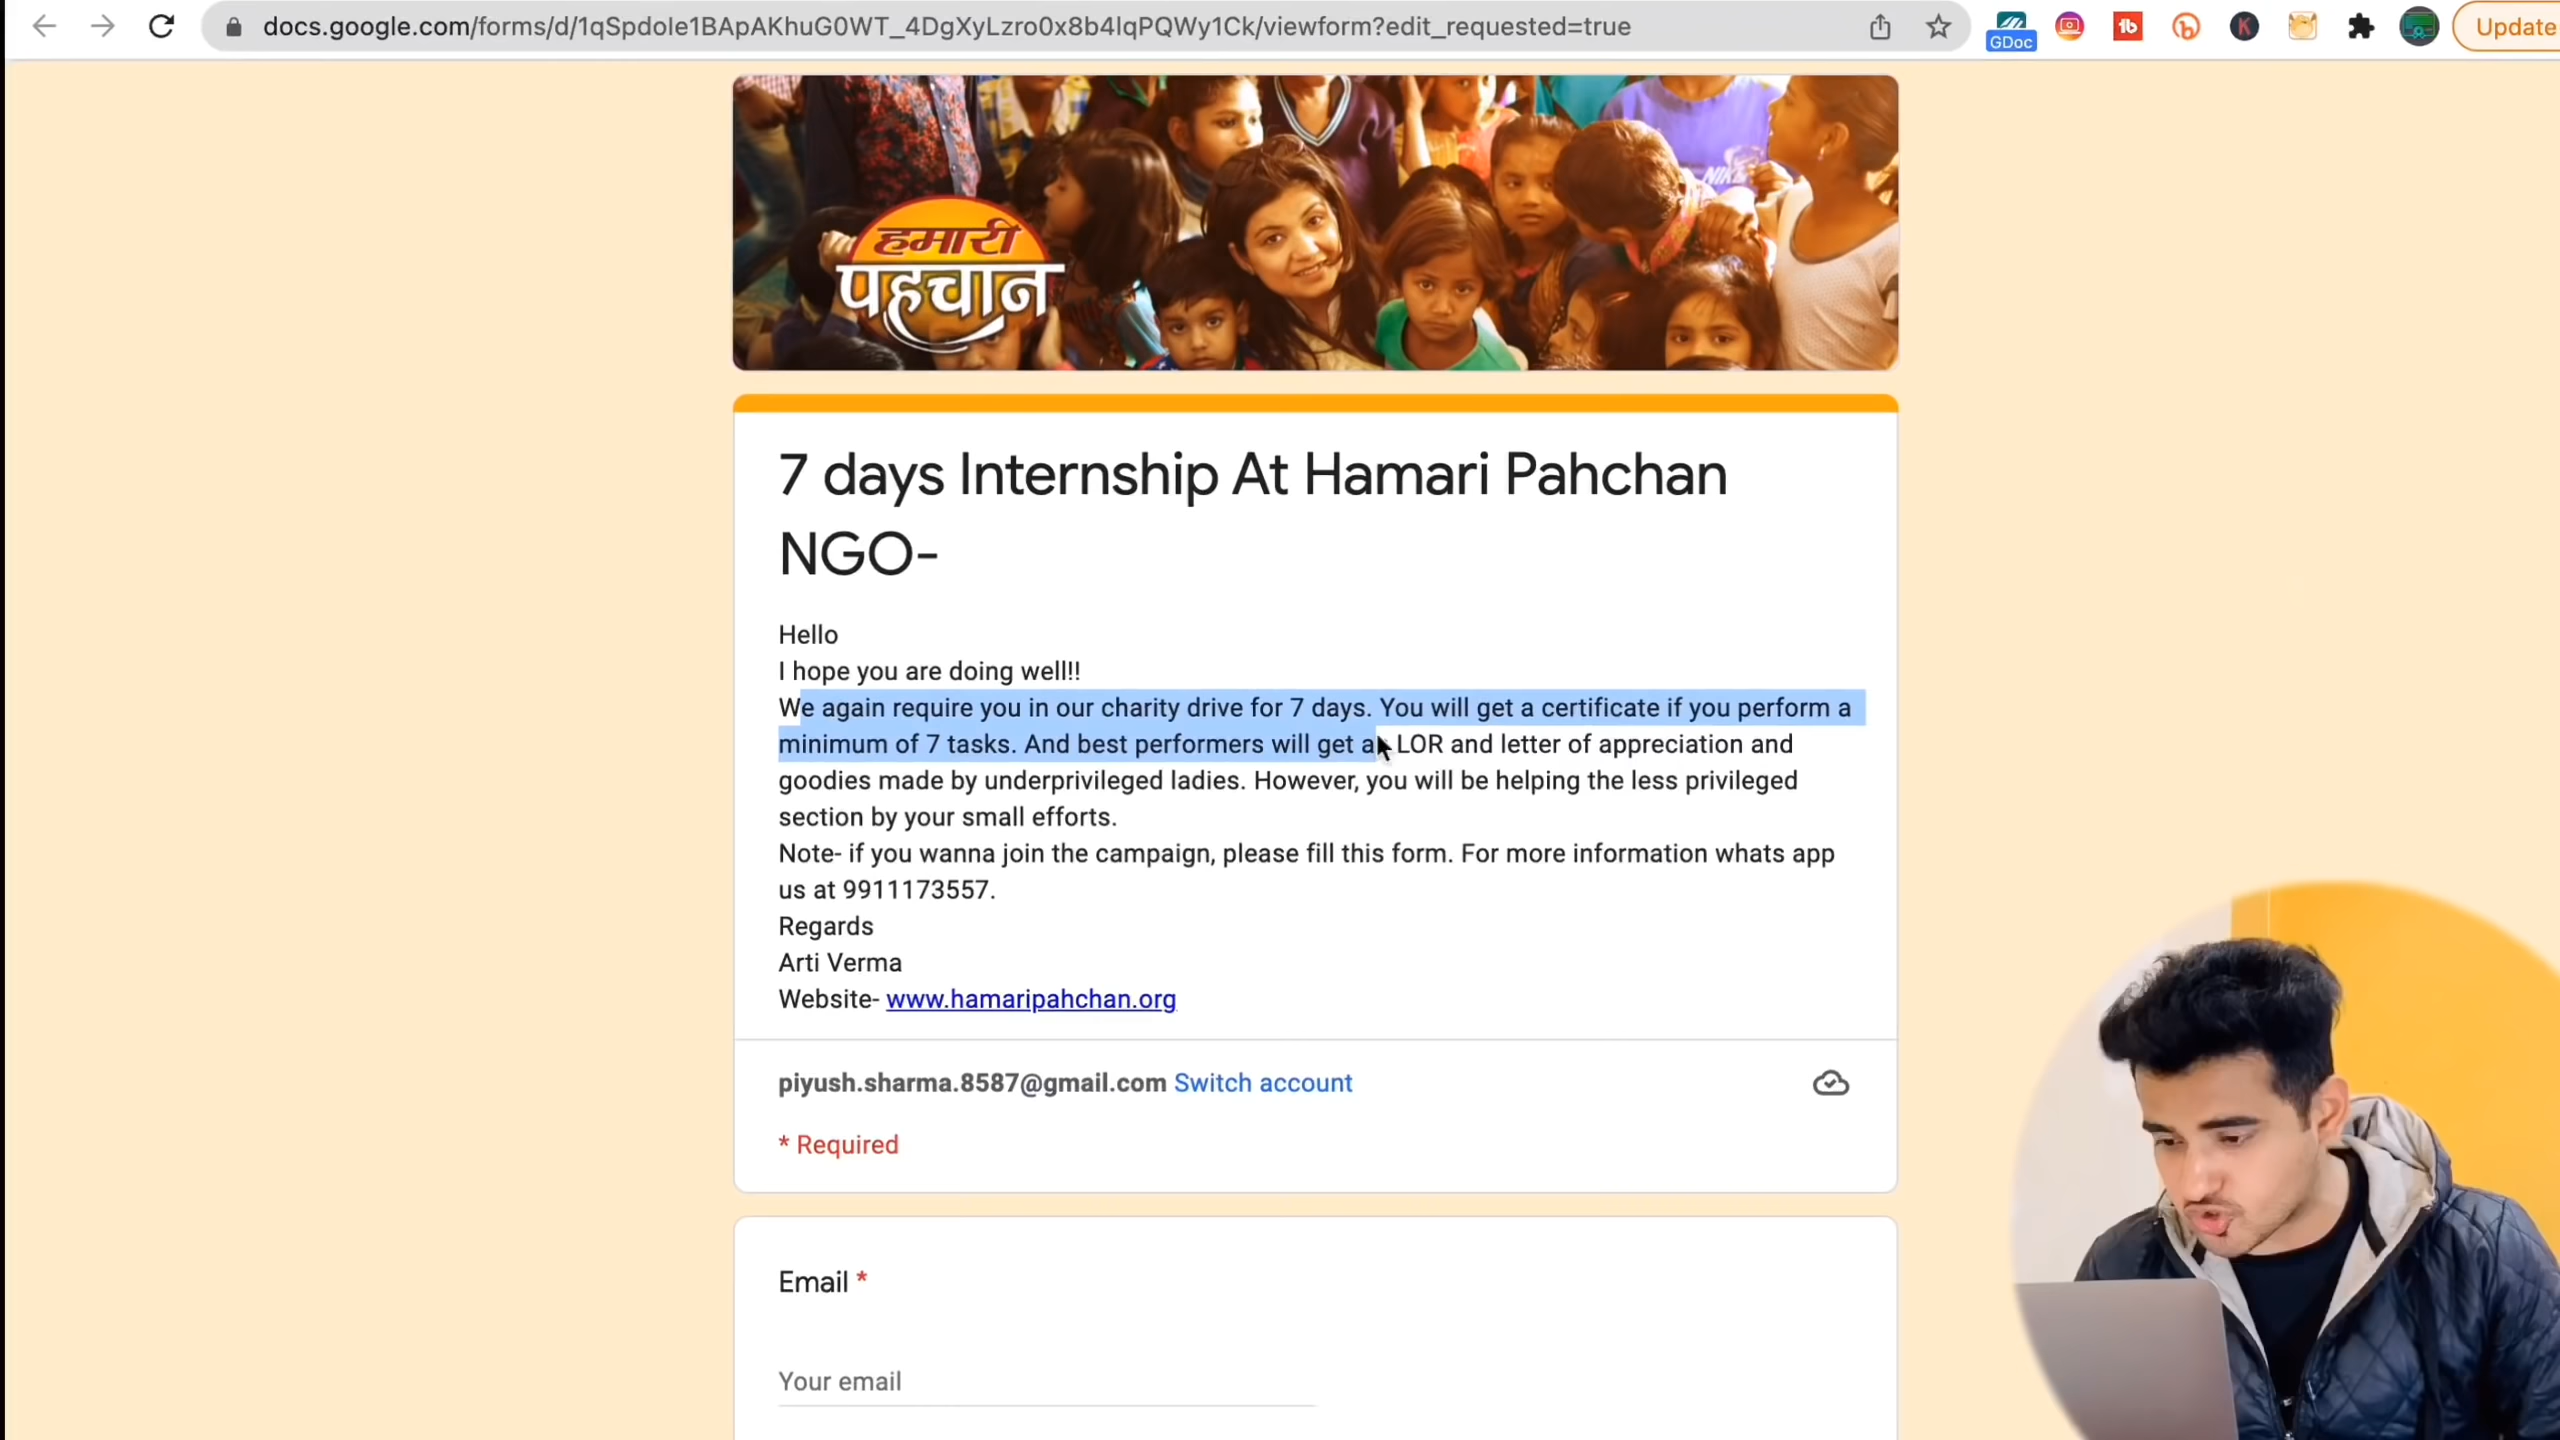 docs.google.com/forms/d/1qSpdoIe1BApAKhuG0WT_4DgXyLzro0x8b4lqPQWy1Ck/viewform?edit_requested=true
GDoc
Update
NIKE
हमारी
पहचान
7 days Internship At Hamari Pahchan
NGO-
Hello
I hope you are doing well!!
We again require you in our charity drive for 7 days. You will get a certificate if you perform a
minimum of 7 tasks. And best performers will get a LOR and letter of appreciation and
goodies made by underprivileged ladies. However, you will be helping the less privileged
section by your small efforts.
Note- if you wanna join the campaign, please fill this form. For more information whats app
us at 9911173557.
Regards
Arti Verma
Website- www.hamaripahchan.org
piyush.sharma.8587@gmail.com Switch account
* Required
Email *
Your email